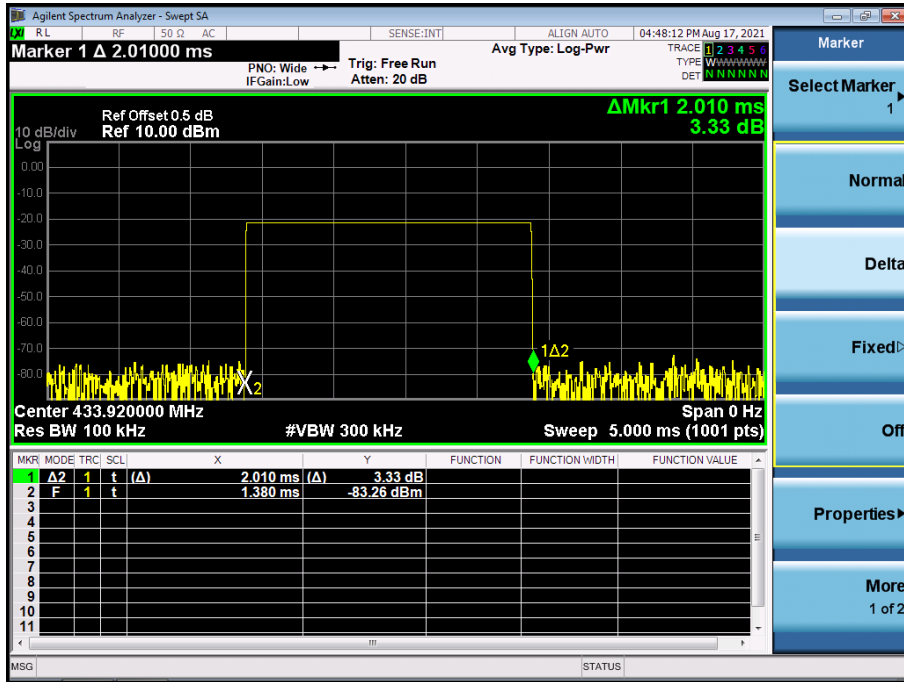 Agilent Spectrum Analyzer - Swept SA
LXI RL RF 50 Ω AC SENSE:INT ALIGN AUTO 04:48:12 PM Aug 17, 2021
Marker 1 Δ 2.01000 ms
Avg Type: Log-Pwr
TRACE 1 2 3 4 5 6
PNO: Wide
Trig: Free Run
TYPE WWWWWW
IFGain:Low
Atten: 20 dB
DET N N N N N N
ΔMkr1 2.010 ms
3.33 dB
Ref Offset 0.5 dB
10 dB/div Ref 10.00 dBm
Log
0.00
-10.0
-20.0
-30.0
-40.0
-50.0
-60.0
-70.0
-80.0
1Δ2
X2
Center 433.920000 MHz Span 0 Hz
Res BW 100 kHz #VBW 300 kHz Sweep 5.000 ms (1001 pts)
MKR MODE TRC SCL X Y FUNCTION FUNCTION WIDTH FUNCTION VALUE
1 Δ2 1 t (Δ) 2.010 ms (Δ) 3.33 dB
2 F 1 t 1.380 ms -83.26 dBm
3
4
5
6
7
8
9
10
11
MSG STATUS
Marker
Select Marker
1
Normal
Delta
Fixed
Off
Properties
More
1 of 2